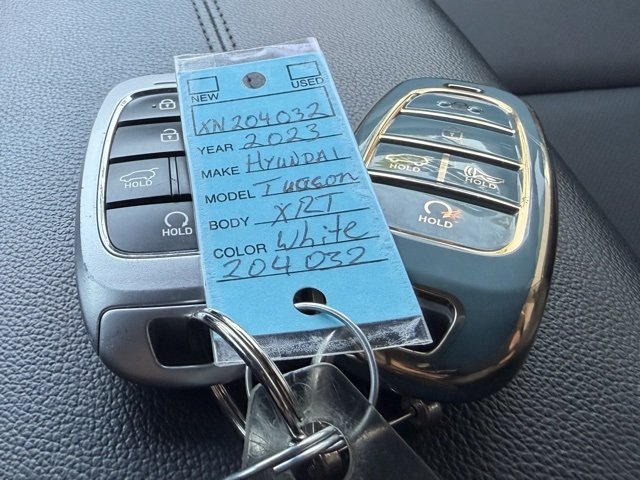 NEW USED
XN204032
YEAR 2023
MAKE HYUNDAI
MODEL Tucson
BODY XRT
COLOR White
204032
HOLD
HOLD
HOLD
HOLD
HOLD